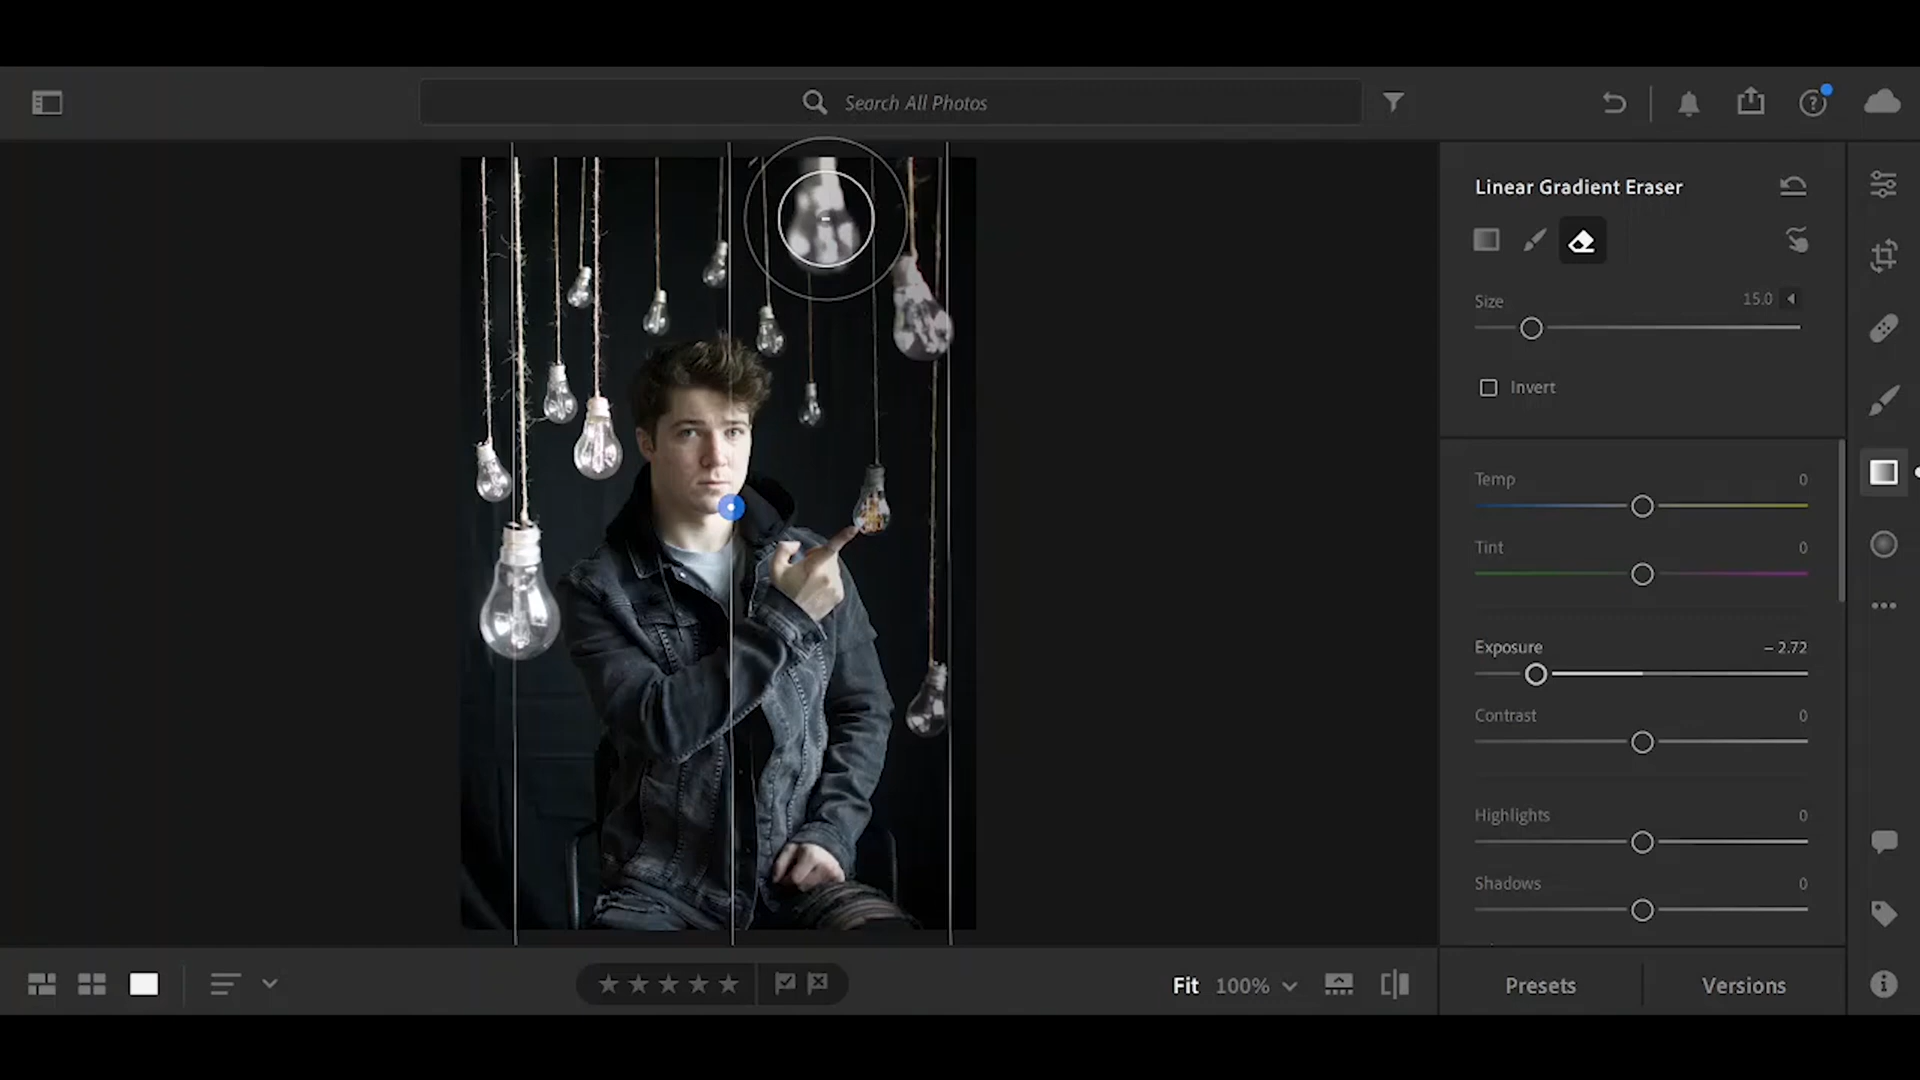 Search All Photos
Linear Gradient Eraser
Size 15.0
Invert
Temp 0
Tint 0
Exposure – 2.72
Contrast 0
Highlights 0
Shadows 0
Fit 100%
Presets Versions